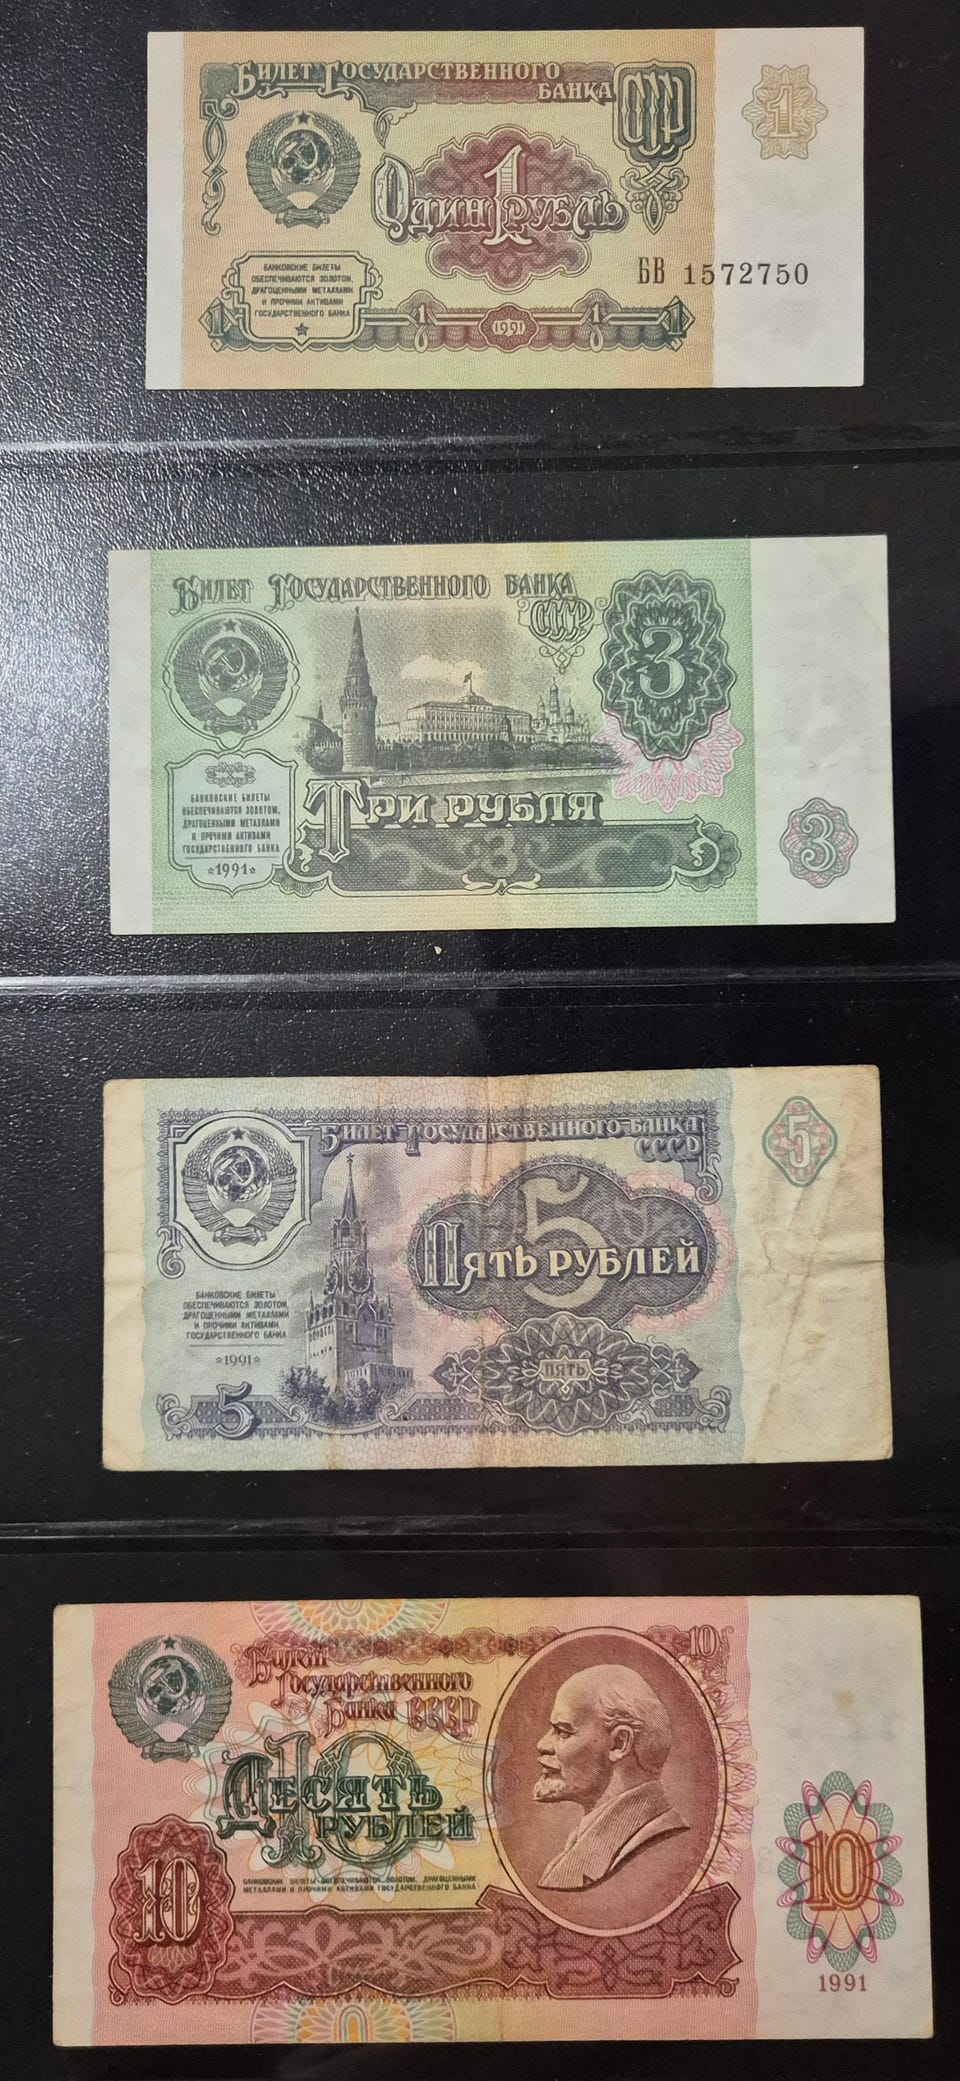 Билет Государственного
банка
СССР
1
Один рубль
1
БВ 1572750
Банковские билеты
обеспечиваются золотом,
драгоценными металлами
и прочими активами
Государственного банка
1
1
1991
1
1
Билет Государственного банка
СССР
3
Три рубля
Банковские билеты
обеспечиваются золотом,
драгоценными металлами
и прочими активами
Государственного банка
☆1991☆
3
3
Билет Государственного банка
СССР
5
5
Пять рублей
Банковские билеты
обеспечиваются золотом,
драгоценными металлами
и прочими активами
Государственного банка
☆1991☆
5
ПЯТЬ
Билет
Государственного
Банка СССР
10
10
Десять
рублей
Банковские билеты обеспечиваются золотом, драгоценными
металлами и прочими активами Государственного банка
10
10
1991